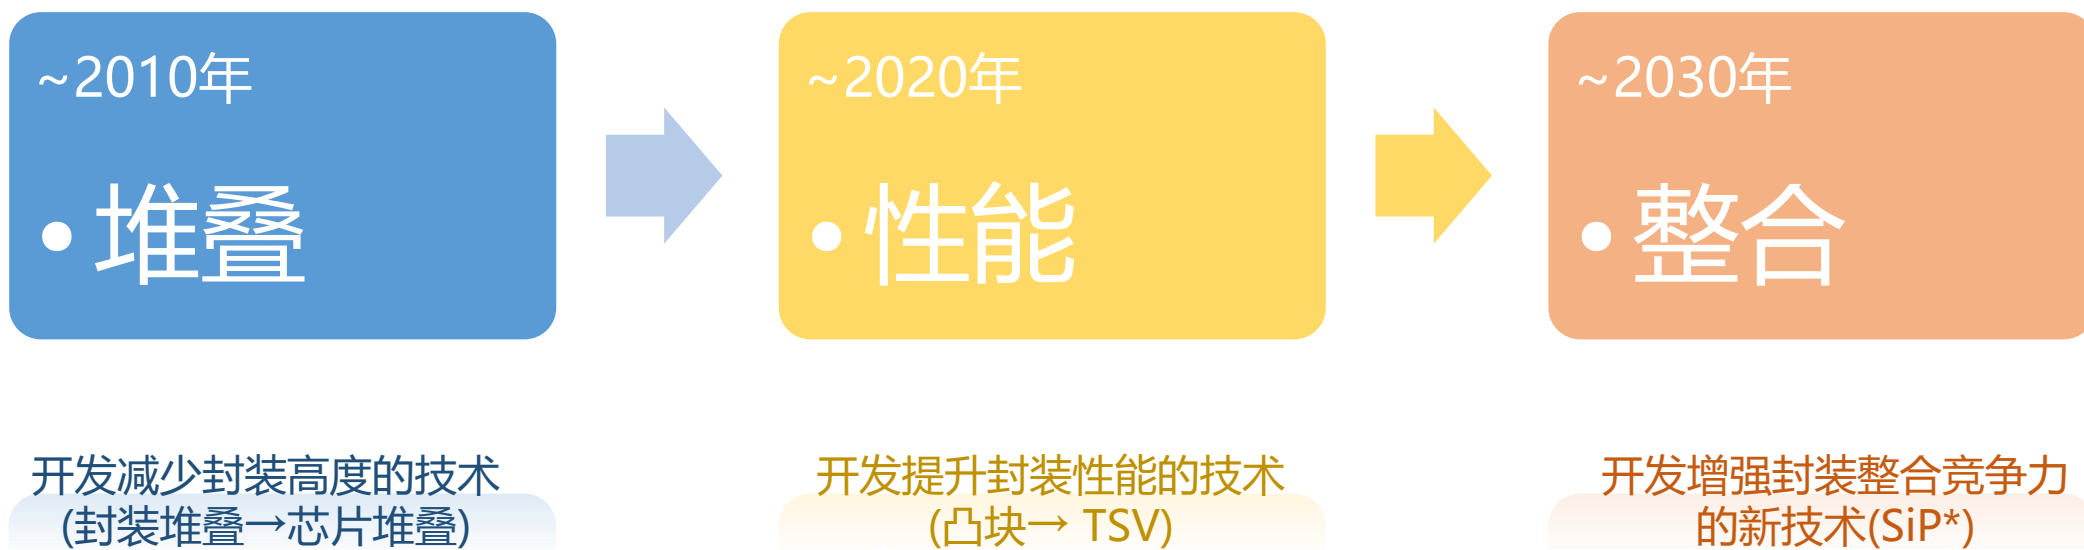 ~2010年
• 堆叠
~2020年
• 性能
~2030年
• 整合
开发减少封装高度的技术
(封装堆叠→芯片堆叠)
开发提升封装性能的技术
(凸块→ TSV)
开发增强封装整合竞争力
的新技术(SiP*)